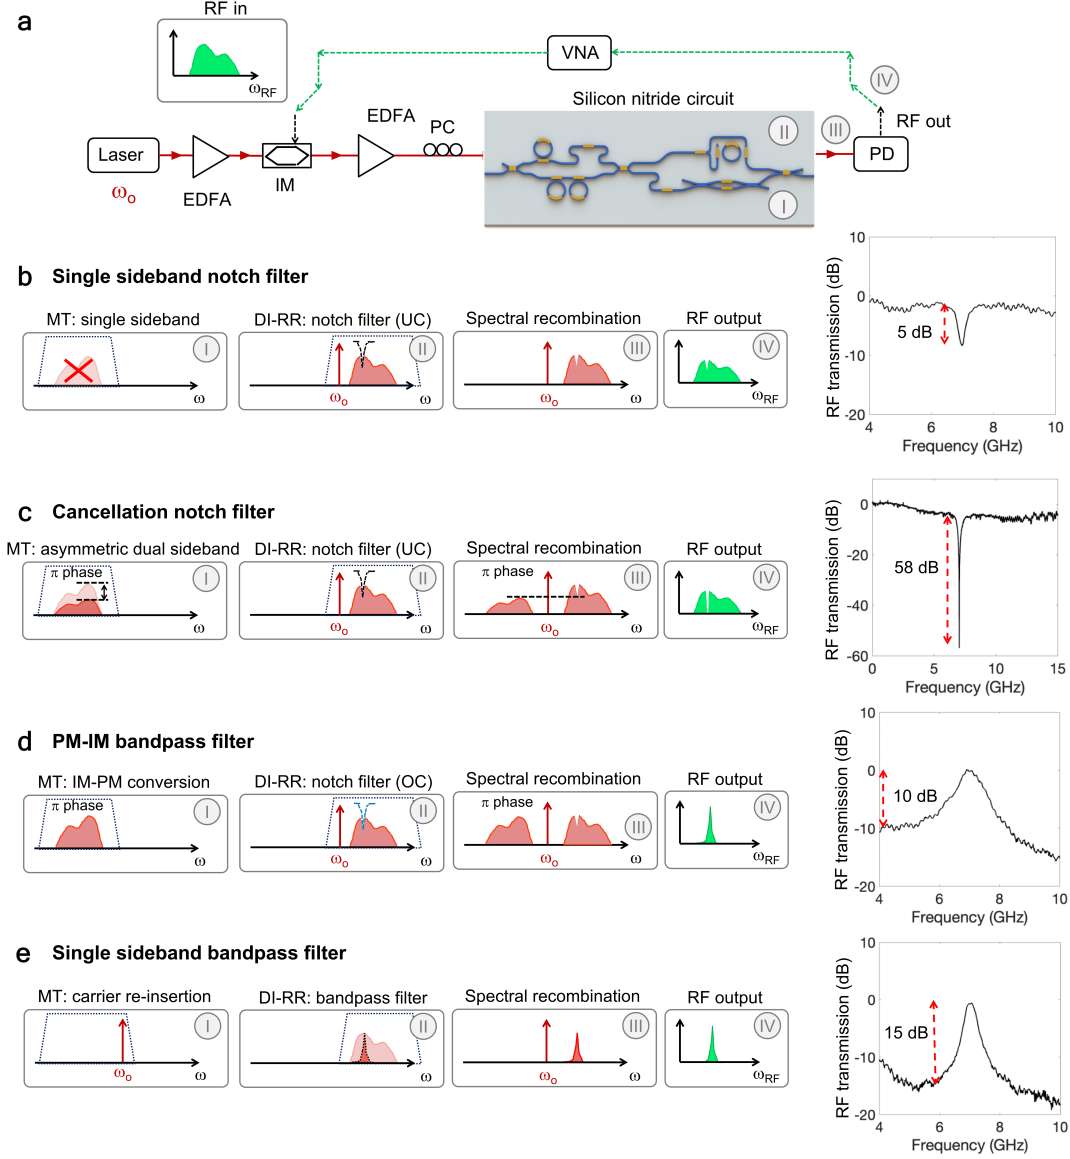 a
RF in
ωRF
VNA
IV
EDFA
PC
Silicon nitride circuit
II
III
RF out
Laser
IM
PD
ωo
EDFA
I
b Single sideband notch filter
MT: single sideband
DI-RR: notch filter (UC)
Spectral recombination
RF output
I
II
III
IV
ω
ωo
ω
ωo
ω
ωRF
RF transmission (dB)
10
0
-10
-20
5 dB
4
6
8
10
Frequency (GHz)
c Cancellation notch filter
MT: asymmetric dual sideband
DI-RR: notch filter (UC)
Spectral recombination
RF output
π phase
I
II
π phase
III
IV
ω
ωo
ω
ωo
ω
ωRF
RF transmission (dB)
0
-20
-40
-60
58 dB
0
5
10
15
Frequency (GHz)
d PM-IM bandpass filter
MT: IM-PM conversion
DI-RR: notch filter (OC)
Spectral recombination
RF output
π phase
I
II
π phase
III
IV
ω
ωo
ω
ωo
ω
ωRF
RF transmission (dB)
10
0
-10
-20
10 dB
4
6
8
10
Frequency (GHz)
e Single sideband bandpass filter
MT: carrier re-insertion
DI-RR: bandpass filter
Spectral recombination
RF output
I
II
III
IV
ωo
ω
ω
ωo
ω
ωRF
RF transmission (dB)
10
0
-10
-20
15 dB
4
6
8
10
Frequency (GHz)